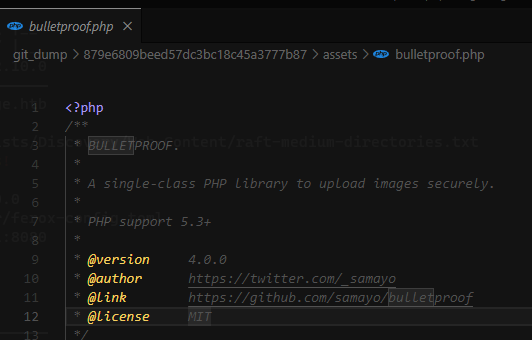 bulletproof.php ×
git_dump > 879e6809beed57dc3bc18c45a3777b87 > assets > bulletproof.php
1 <?php
2 /**
3 * BULLETPROOF.
4 *
5 * A single-class PHP library to upload images securely.
6 *
7 * PHP support 5.3+
8 *
9 * @version 4.0.0
10 * @author https://twitter.com/_samayo
11 * @link https://github.com/samayo/bulletproof
12 * @license MIT
13 */